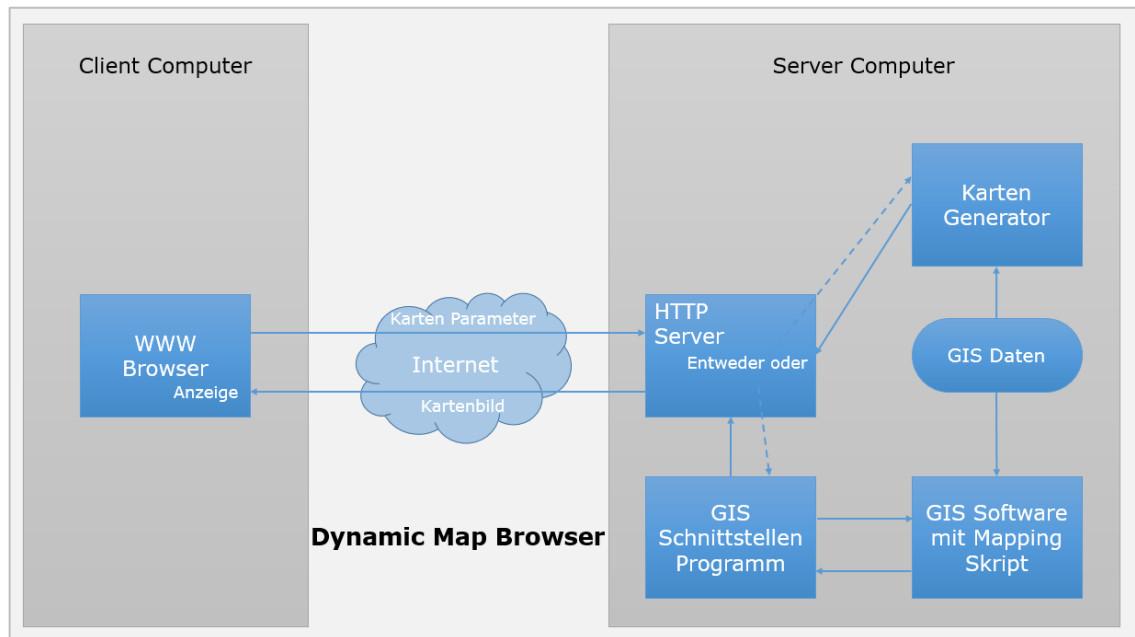 Client Computer
Server Computer
Karten
Generator
WWW
Browser
Anzeige
Karten Parameter
Internet
Kartenbild
HTTP
Server
Entweder oder
GIS Daten
Dynamic Map Browser
GIS
Schnittstellen
Programm
GIS Software
mit Mapping
Skript